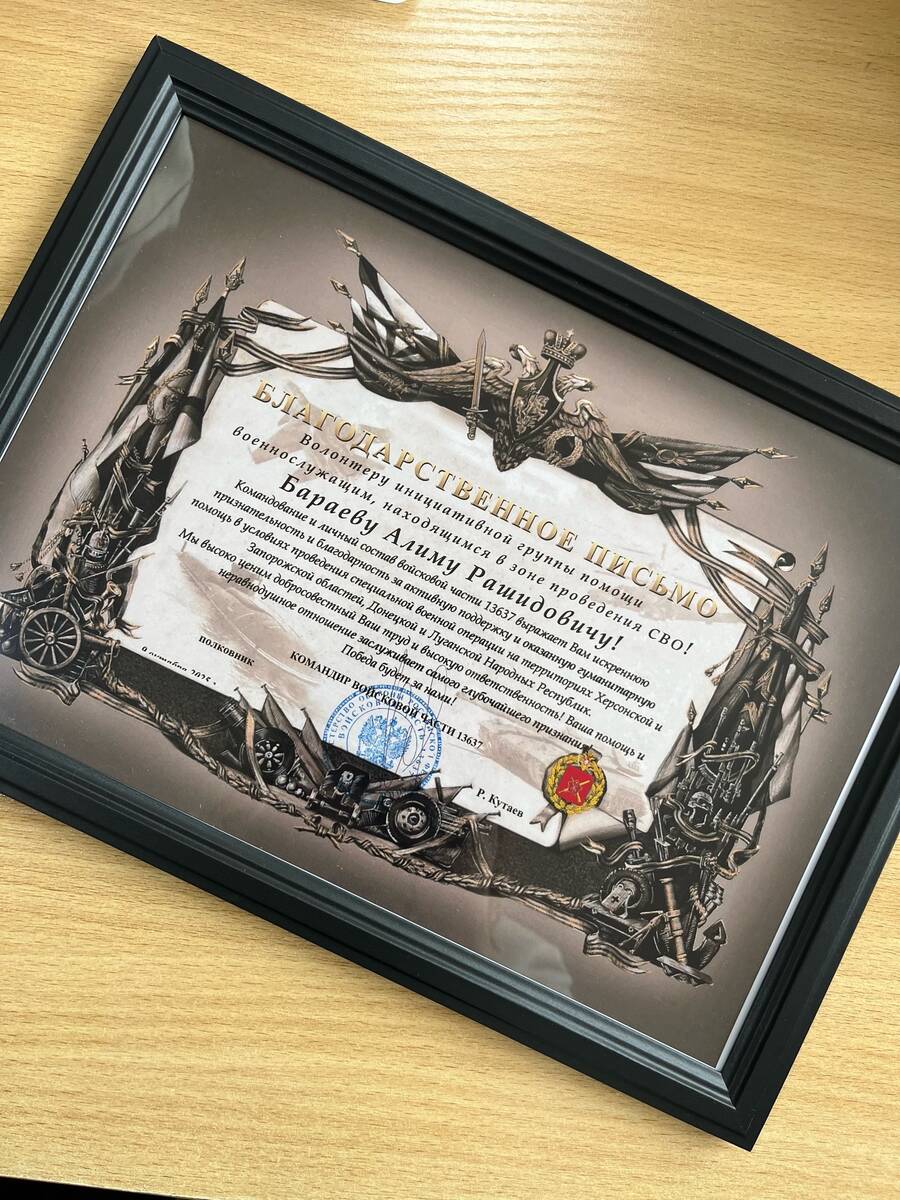 БЛАГОДАРСТВЕННОЕ ПИСЬМО
Волонтеру инициативной группы помощи
военнослужащим, находящимся в зоне проведения СВО!
Бараеву Алиму Рашидовичу!
Командование и личный состав войсковой части 13637 выражает Вам искреннюю
признательность и благодарность за активную поддержку и оказанную гуманитарную
помощь в условиях проведения специальной военной операции на территориях Херсонской и
Запорожской областей, Донецкой и Луганской Народных Республик.
Мы высоко ценим добросовестный Ваш труд и высокую ответственность! Ваша помощь и
неравнодушное отношение заслуживает самого глубочайшего признания.
Победа будет за нами!
КОМАНДИР ВОЙСКОВОЙ ЧАСТИ 13637
полковник
Р. Кутаев